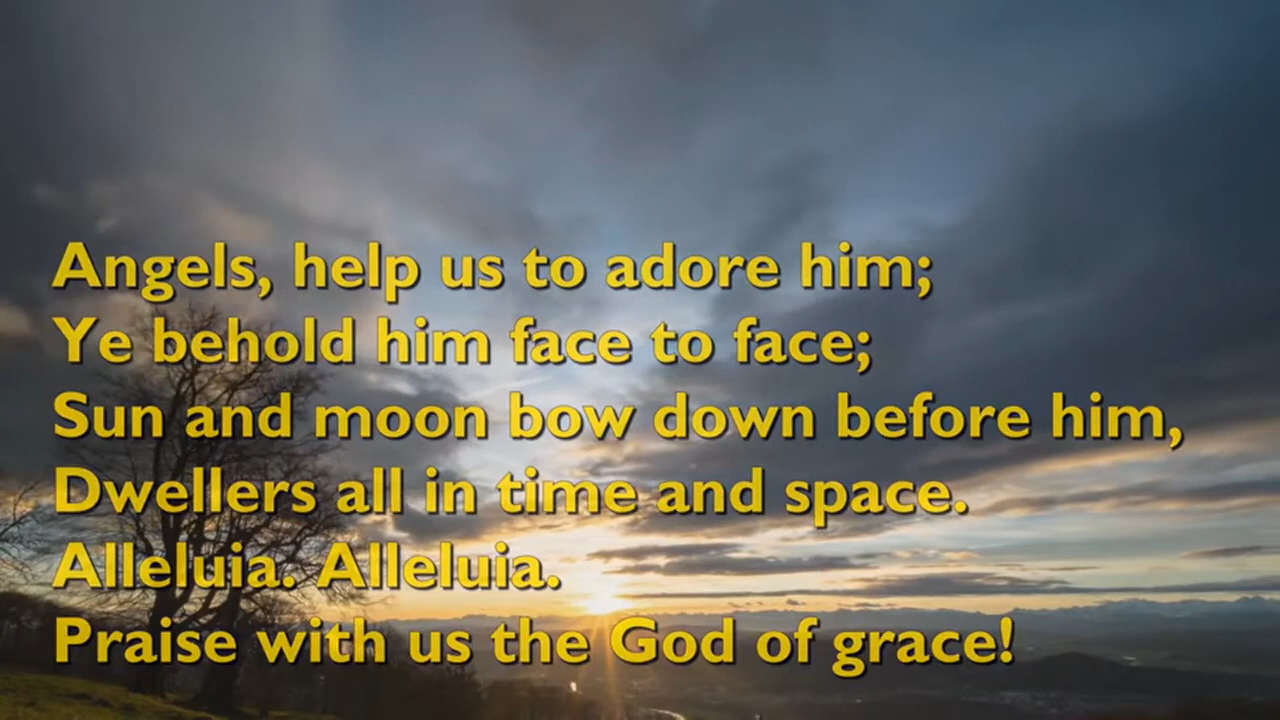 Angels, help us to adore him;
Ye behold him face to face;
Sun and moon bow down before him,
Dwellers all in time and space.
Alleluia. Alleluia.
Praise with us the God of grace!